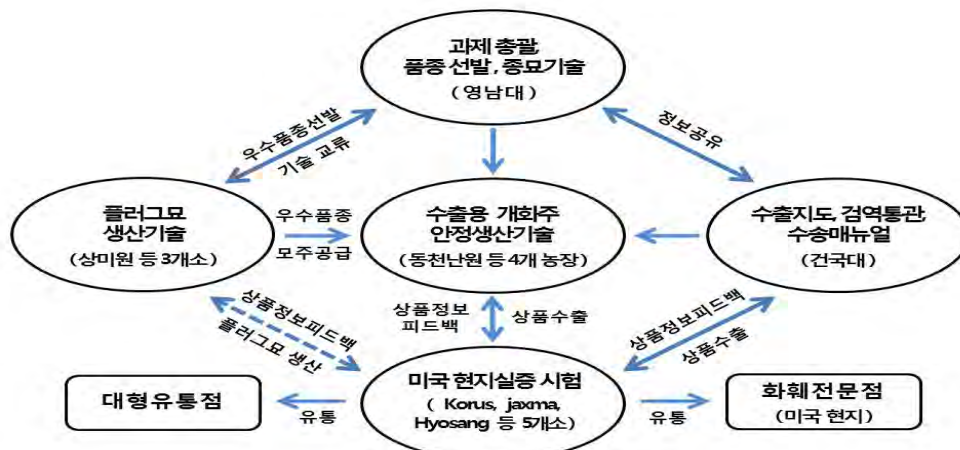 과제 총괄,
품종 선발, 종묘기술
(영남대)
우수품종선발
기술 교류
정보공유
플러그묘
생산기술
(상미원 등 3개소)
우수품종
모주공급
수출용 개화주
안정생산기술
(동천난원 등 4개 농장)
수출지도, 검역통관,
수송매뉴얼
(건국대)
상품정보피드백
플러그묘 생산
상품정보
피드백
상품수출
상품정보피드백
상품수출
대형유통점
유통
미국 현지실증 시험
( Korus, jaxma,
Hyosang 등 5개소)
유통
화훼전문점
(미국 현지)